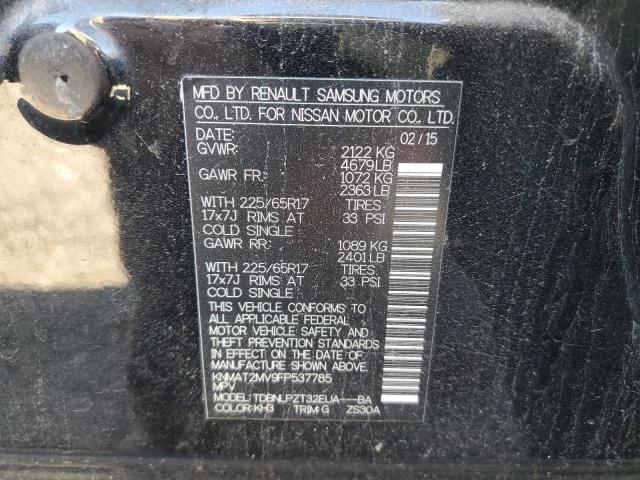 MFD BY RENAULT SAMSUNG MOTORS
CO., LTD. FOR NISSAN MOTOR CO., LTD.
DATE: 02/15
GVWR: 2122 KG
4679LB
GAWR FR: 1072 KG
2363LB
WITH 225/65R17 TIRES
17x7J RIMS AT 33 PSI
COLD SINGLE
GAWR RR: 1089 KG
2401LB
WITH 225/65R17 TIRES
17x7J RIMS AT 33 PSI
COLD SINGLE
THIS VEHICLE CONFORMS TO
ALL APPLICABLE FEDERAL
MOTOR VEHICLE SAFETY AND
THEFT PREVENTION STANDARDS
IN EFFECT ON THE DATE OF
MANUFACTURE SHOWN ABOVE.
KNMAT2MV9FP537785
MPV
MODEL:TDBNLPZT32EUA---BA
COLOR:KH3 TRIM:G ZS30A